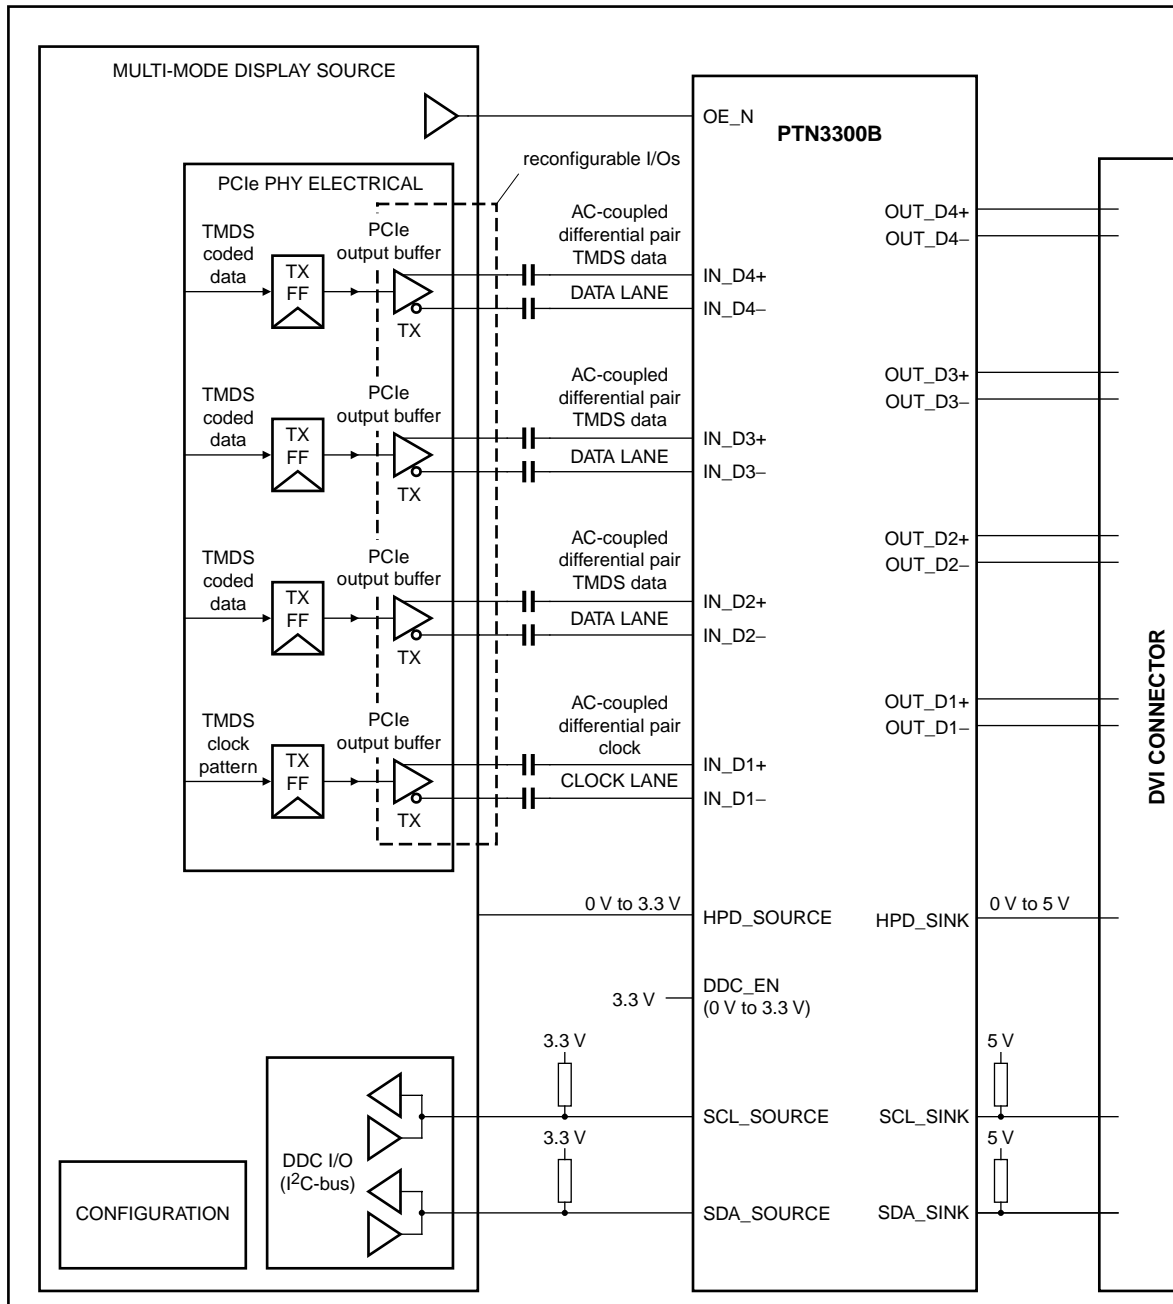 MULTI-MODE DISPLAY SOURCE
OE_N
PTN3300B
reconfigurable I/Os
PCIe PHY ELECTRICAL
TMDS
coded
data
TX
FF
PCIe
output buffer
TX
AC-coupled
differential pair
TMDS data
DATA LANE
IN_D4+
IN_D4−
OUT_D4+
OUT_D4−
TMDS
coded
data
TX
FF
PCIe
output buffer
TX
AC-coupled
differential pair
TMDS data
DATA LANE
IN_D3+
IN_D3−
OUT_D3+
OUT_D3−
TMDS
coded
data
TX
FF
PCIe
output buffer
TX
AC-coupled
differential pair
TMDS data
DATA LANE
IN_D2+
IN_D2−
OUT_D2+
OUT_D2−
TMDS
clock
pattern
TX
FF
PCIe
output buffer
TX
AC-coupled
differential pair
clock
CLOCK LANE
IN_D1+
IN_D1−
OUT_D1+
OUT_D1−
DVI CONNECTOR
0 V to 3.3 V
HPD_SOURCE
HPD_SINK
0 V to 5 V
3.3 V
DDC_EN
(0 V to 3.3 V)
3.3 V
5 V
SCL_SOURCE
SCL_SINK
3.3 V
5 V
DDC I/O
(I²C-bus)
CONFIGURATION
SDA_SOURCE
SDA_SINK